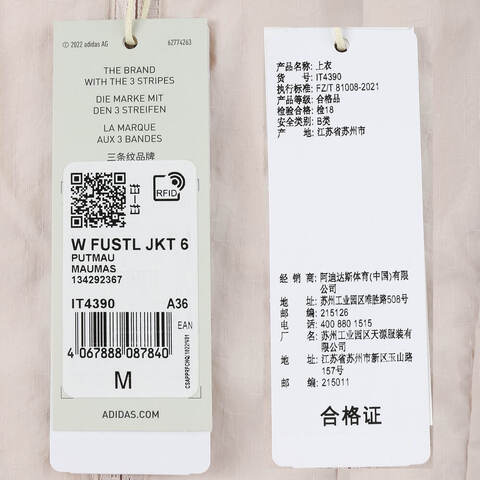 © 2022 adidas AG 62774263
THE BRAND
WITH THE 3 STRIPES
DIE MARKE MIT
DEN 3 STREIFEN
LA MARQUE
AUX 3 BANDES
三条纹品牌
RFID
W FUSTL JKT 6
PUTMAU
MAUMAS
134292367
IT4390 A36
EAN
4 067888 087840
M
ADIDAS.COM
产品名称: 上衣
货 号: IT4390
执行标准: FZ/T 81008-2021
产品等级: 合格品
检验合格: 检18
安全类别: B类
产 地: 江苏省苏州市
经 销 商: 阿迪达斯体育(中国)有限
公司
地 址: 苏州工业园区唯胜路508号
邮 编: 215126
电 话: 400 880 1515
厂 名: 苏州工业园区天源服装有
限公司
地 址: 江苏省苏州市新区玉山路
157号
邮 编: 215011
合格证